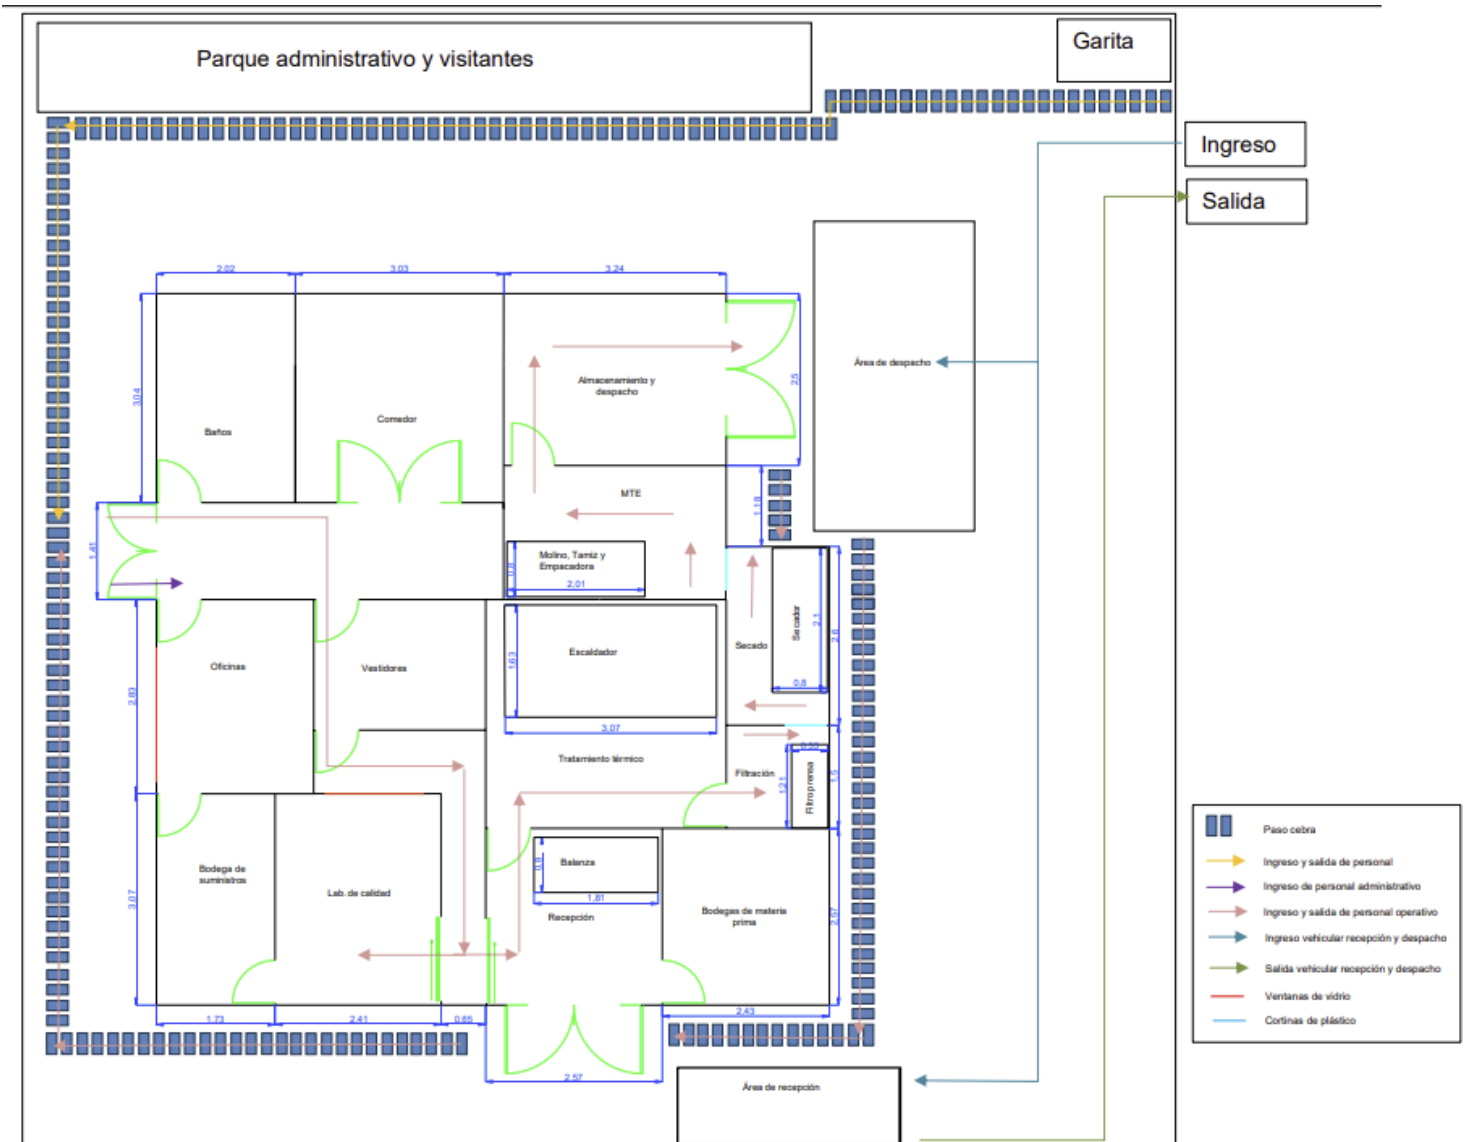 Parque administrativo y visitantes
Garita
Ingreso
Salida
2.02
3.03
3.24
3.04
Baños
Comedor
Almacenamiento y
despacho
2.5
Área de despacho
MTE
1.18
1.41
Molino, Tamiz y
Empacadora
0.8
2,01
Oficinas
Vestidores
Escaldador
1.63
3.07
Secado
Secador
2.1
2.6
0.8
2.83
Tratamiento térmico
Filtración
Filtroprensa
1.21
0.55
1.5
Bodega de
suministros
Lab. de calidad
Balanza
0.8
1,81
Recepción
Bodegas de materia
prima
2.57
3.07
1.73
2.41
0.65
2.57
2.43
Área de recepción
Paso cebra
Ingreso y salida de personal
Ingreso de personal administrativo
Ingreso y salida de personal operativo
Ingreso vehicular recepción y despacho
Salida vehicular recepción y despacho
Ventanas de vidrio
Cortinas de plástico